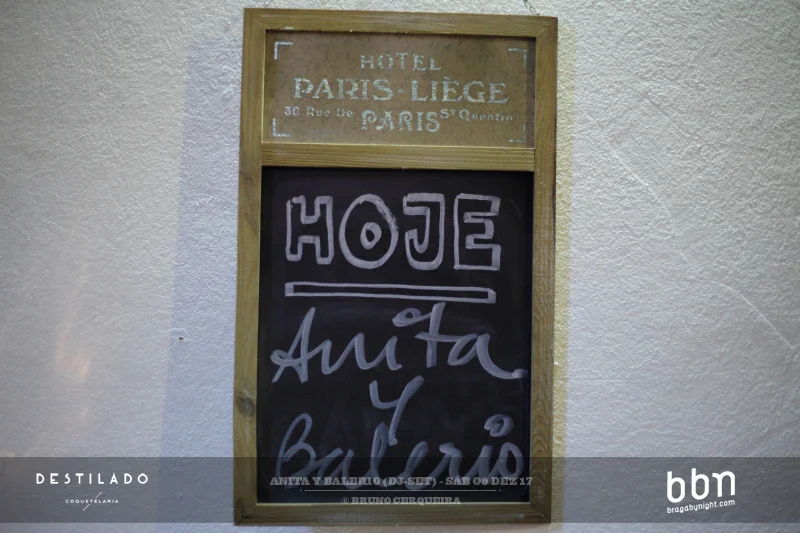 HOTEL
PARIS-LIÈGE
36 Rue De PARIS St Quentin
HOJE
Anita
y
Balerio
ANITA Y BALERIO (DJ-SET) - SÁB 09 DEZ 17
© BRUNO CERQUEIRA
DESTILADO
COQUETELARIA
bbn
bragabynight.com